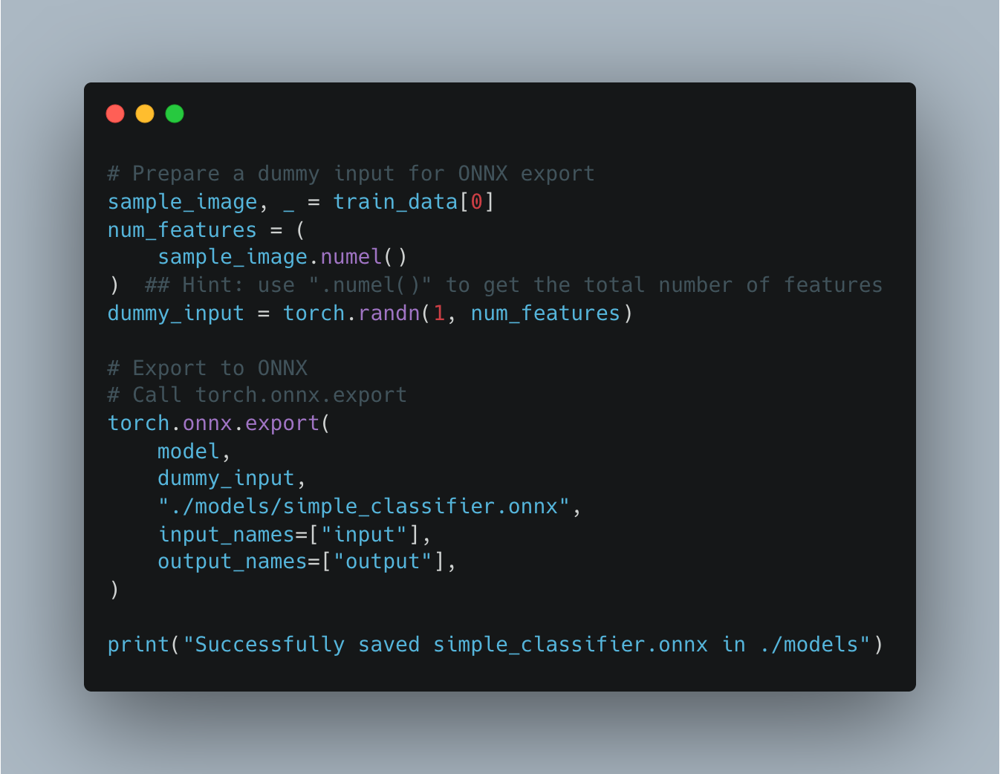 # Prepare a dummy input for ONNX export
sample_image, _ = train_data[0]
num_features = (
    sample_image.numel()
)  ## Hint: use ".numel()" to get the total number of features
dummy_input = torch.randn(1, num_features)

# Export to ONNX
# Call torch.onnx.export
torch.onnx.export(
    model,
    dummy_input,
    "./models/simple_classifier.onnx",
    input_names=["input"],
    output_names=["output"],
)

print("Successfully saved simple_classifier.onnx in ./models")